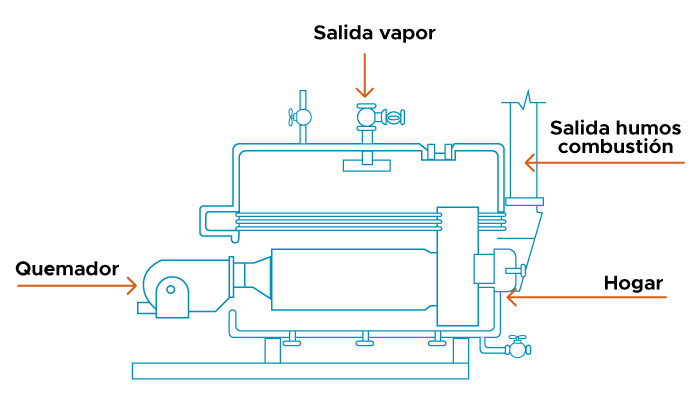 Salida vapor
Salida humos
combustión
Quemador
Hogar